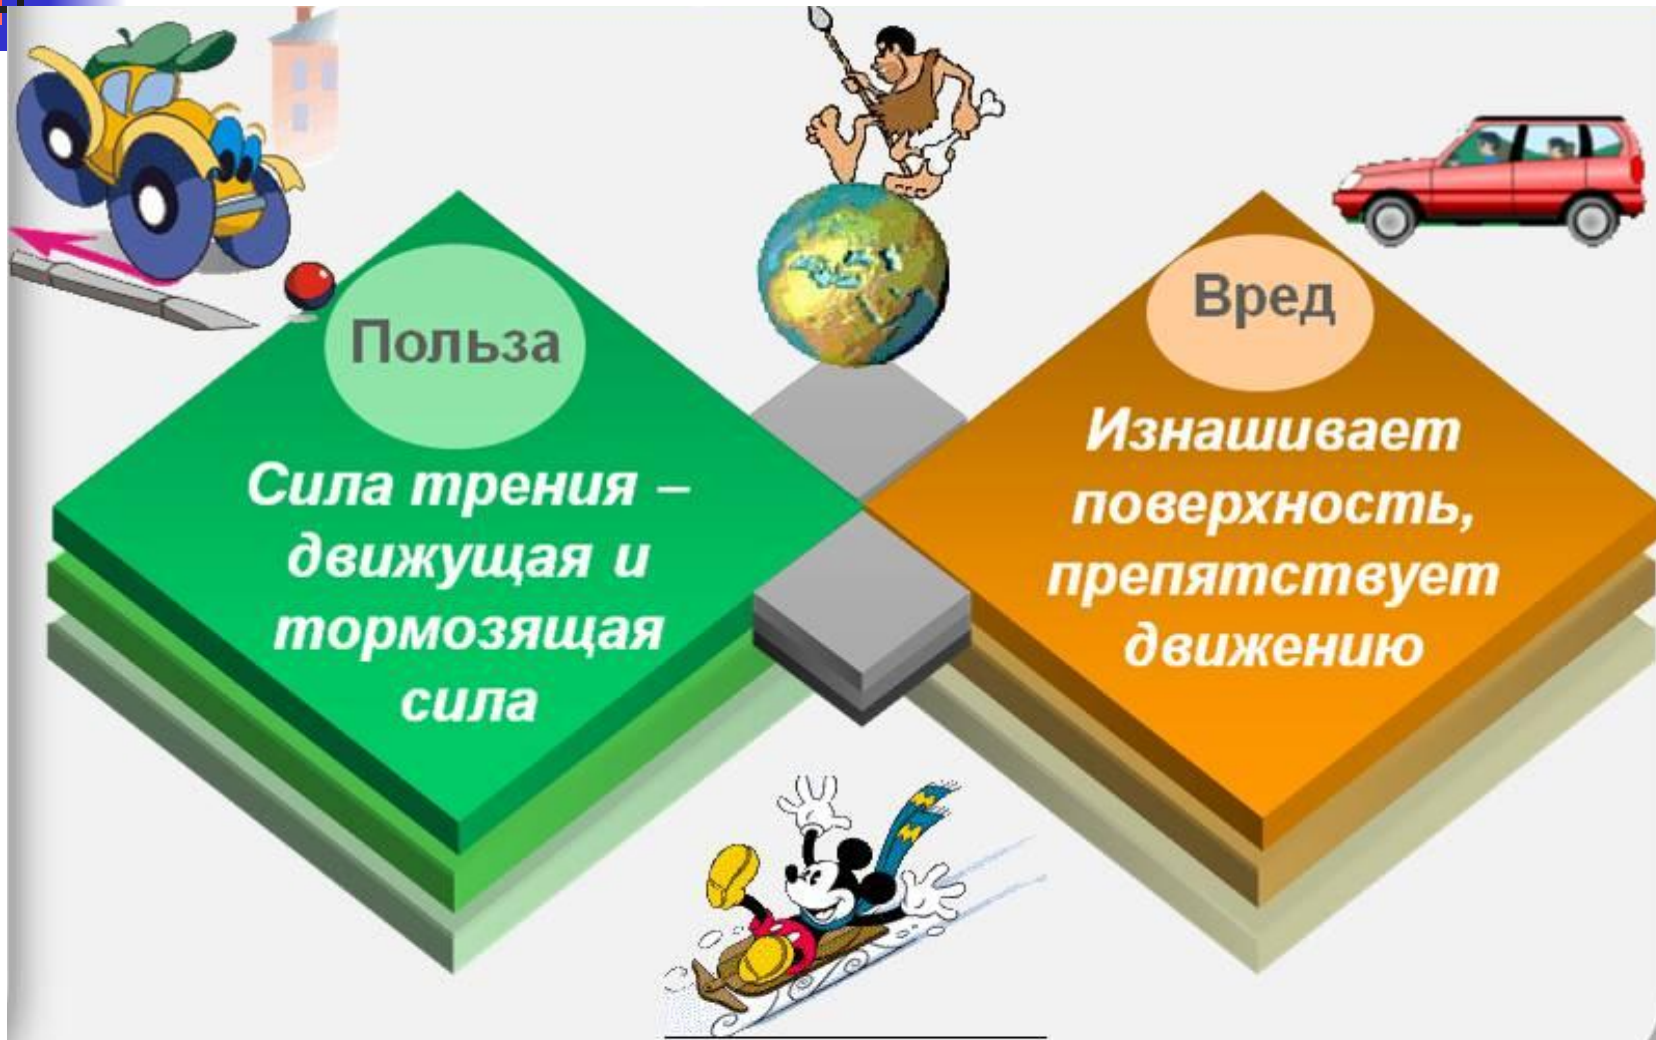 Польза
Сила трения –
движущая и
тормозящая
сила
Вред
Изнашивает
поверхность,
препятствует
движению